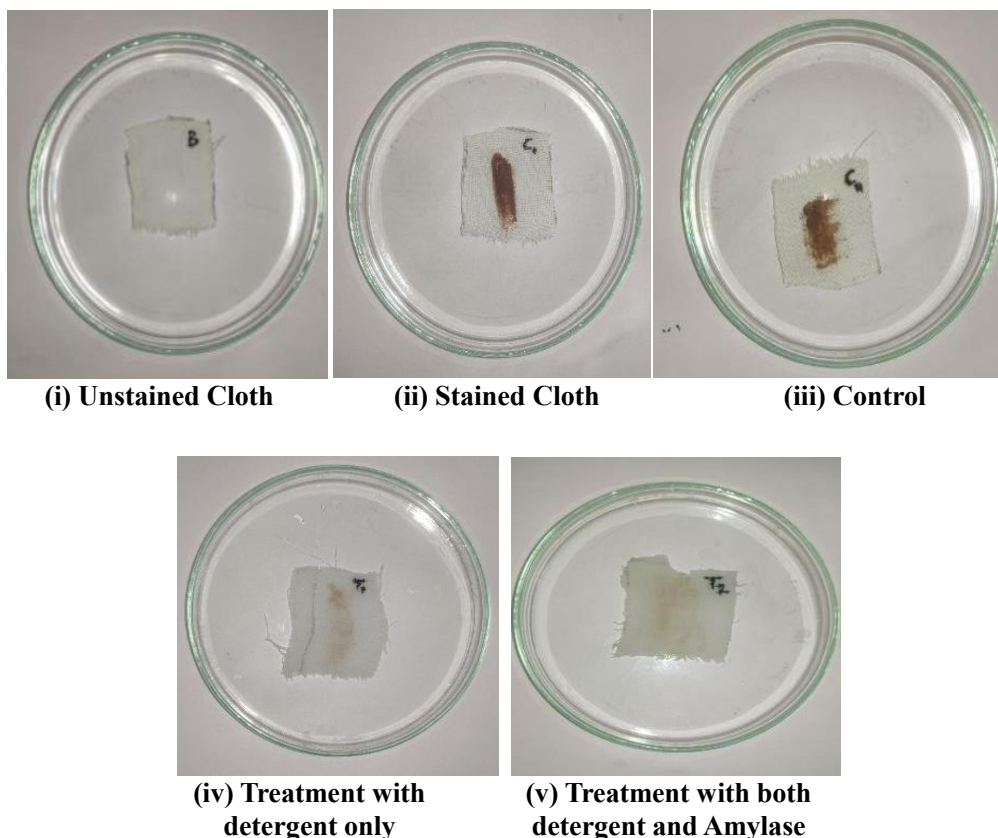 B
(i) Unstained Cloth
(ii) Stained Cloth
(iii) Control
T2
(iv) Treatment with
detergent only
(v) Treatment with both
detergent and Amylase